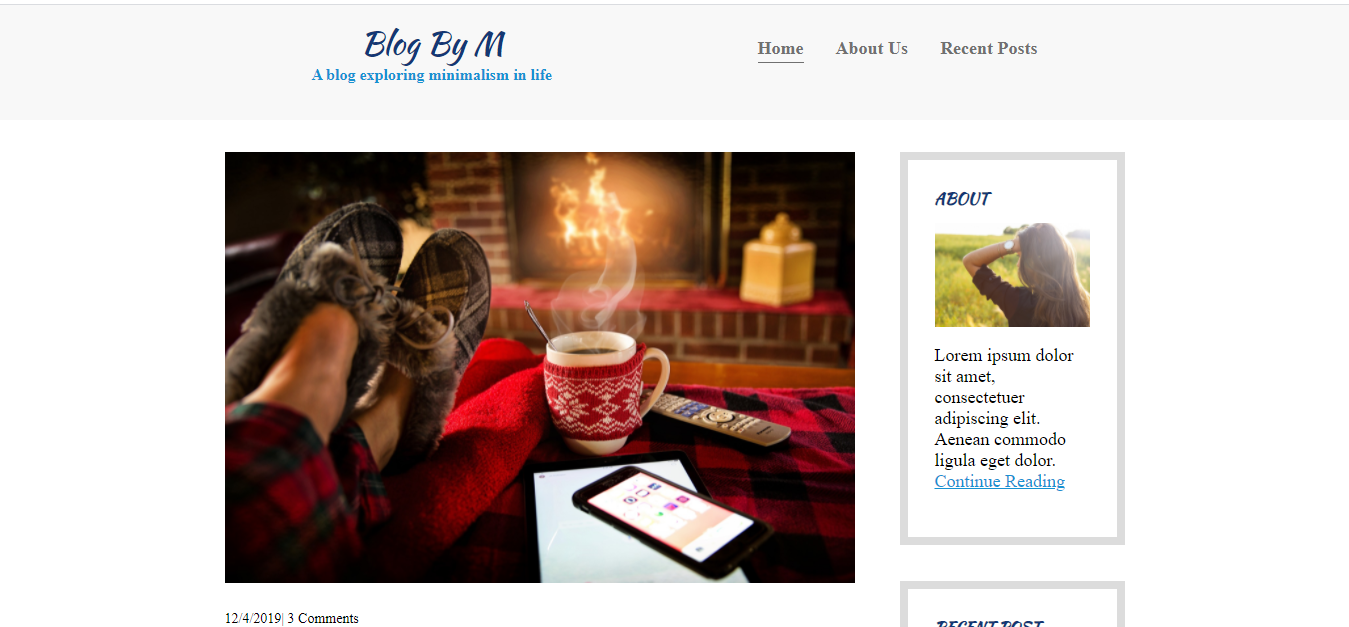 Blog By M
A blog exploring minimalism in life
Home About Us Recent Posts
ABOUT
Lorem ipsum dolor
sit amet,
consectetuer
adipiscing elit.
Aenean commodo
ligula eget dolor.
Continue Reading
12/4/2019| 3 Comments
RECENT POST